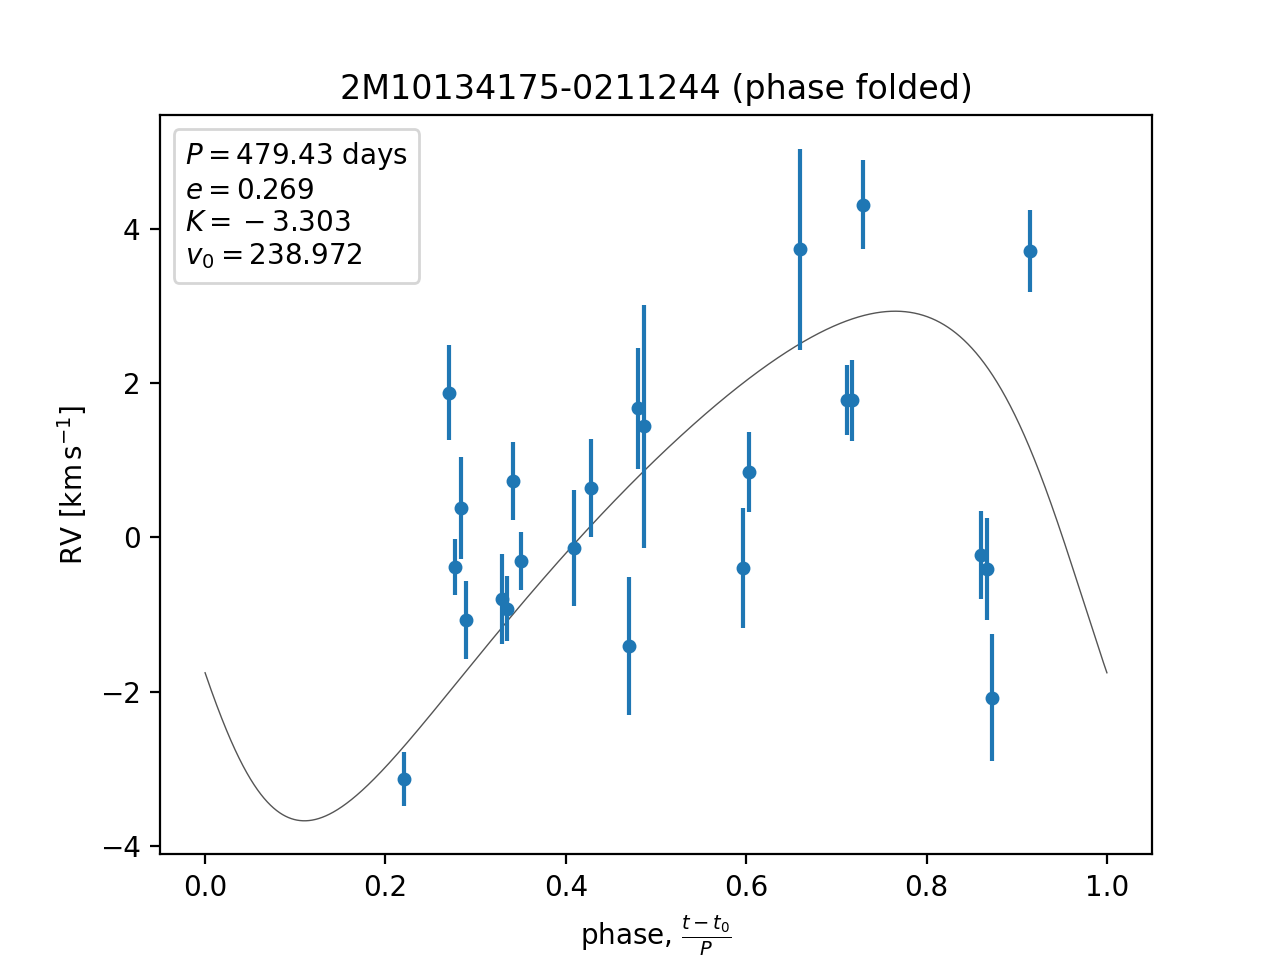 2M10134175-0211244 (phase folded)
P = 479.43 days
e = 0.269
K = −3.303
v₀ = 238.972
RV [km s⁻¹]
4
2
0
−2
−4
0.0 0.2 0.4 0.6 0.8 1.0
phase, (t − t₀)/P